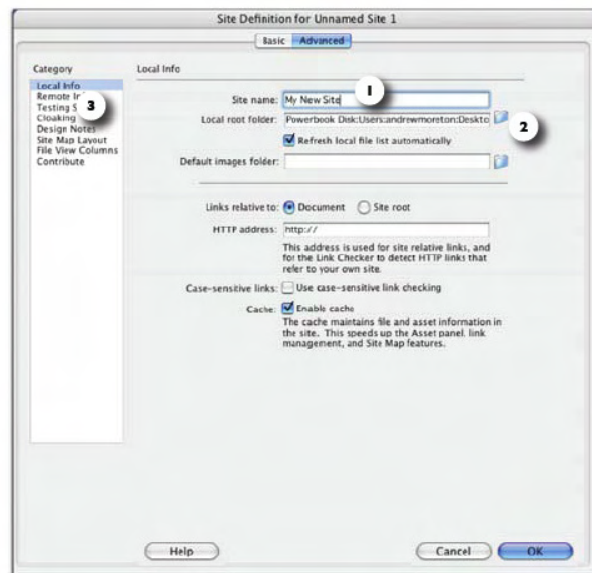 Site Definition for Unnamed Site 1
Basic Advanced
Category
Local Info
Local Info
Remote
Testing
Cloaking
Design Notes
Site Map Layout
File View Columns
Contribute
3
Site name: My New Site
1
Local root folder: Powerbook Disk:Users:andrewmoreton:Deskto
2
Refresh local file list automatically
Default images folder:
Links relative to: Document Site root
HTTP address: http://
This address is used for site relative links, and
for the Link Checker to detect HTTP links that
refer to your own site.
Case-sensitive links: Use case-sensitive link checking
Cache: Enable cache
The cache maintains file and asset information in
the site. This speeds up the Asset panel, link
management, and Site Map features.
Help Cancel OK